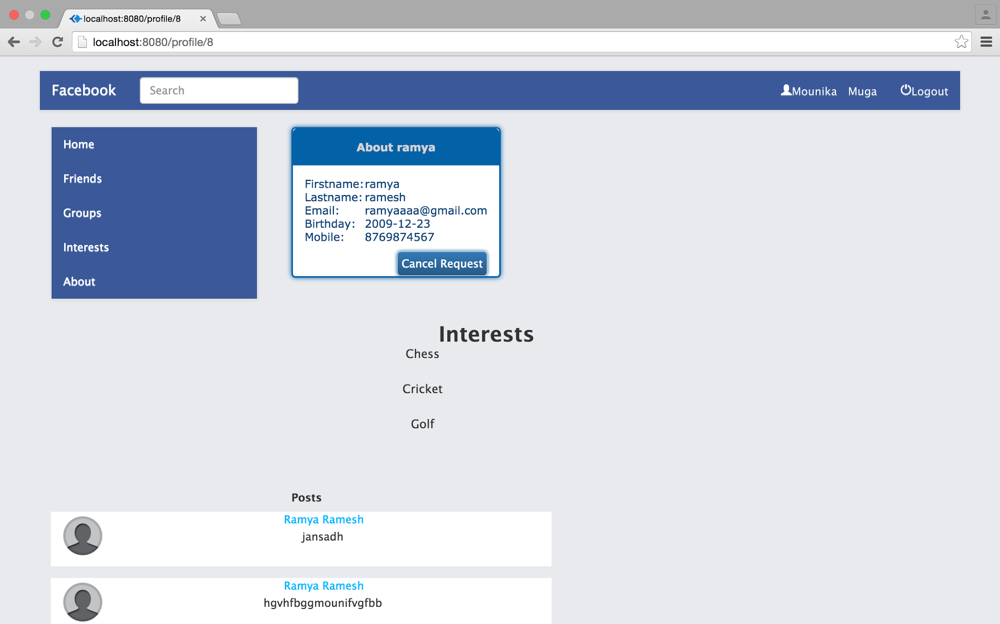 localhost:8080/profile/8
localhost:8080/profile/8
Facebook Search Mounika Muga Logout
Home
Friends
Groups
Interests
About
About ramya
Firstname: ramya
Lastname: ramesh
Email: ramyaaaa@gmail.com
Birthday: 2009-12-23
Mobile: 8769874567
Cancel Request
Interests
Chess
Cricket
Golf
Posts
Ramya Ramesh
jansadh
Ramya Ramesh
hgvhfbggmounifvgfbb